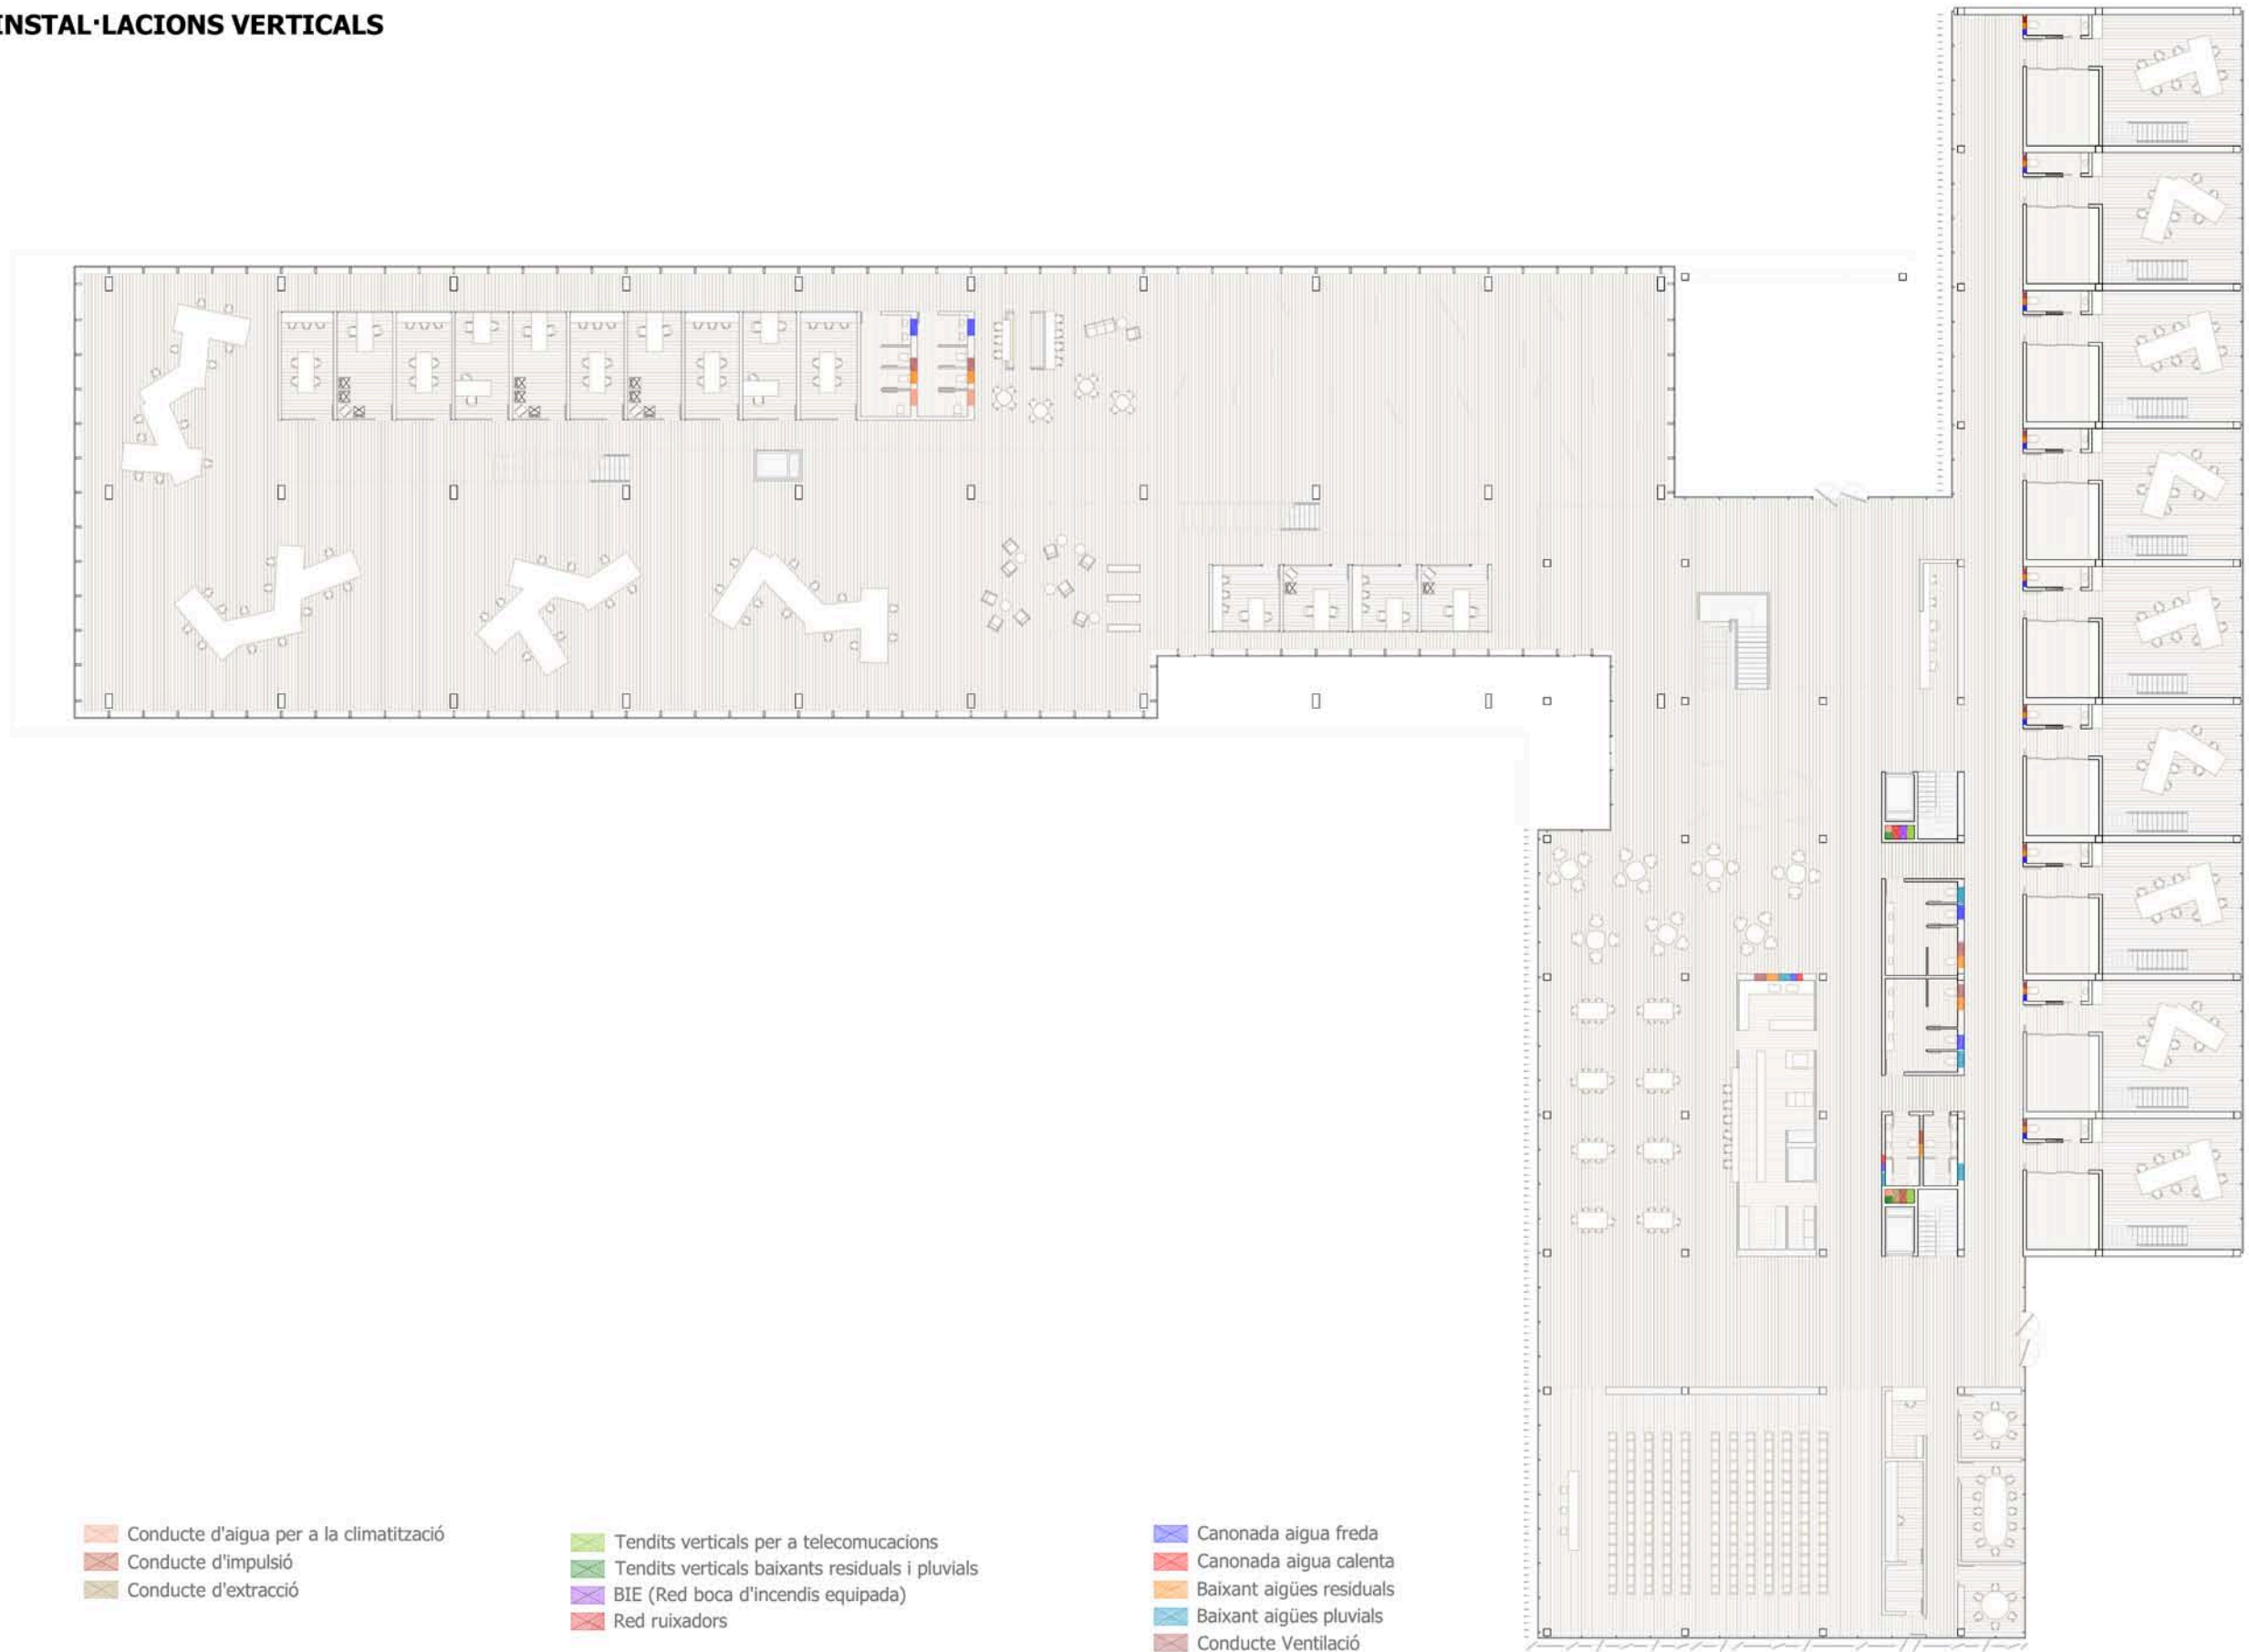 INSTAL·LACIONS VERTICALS
Conducte d'aigua per a la climatització
Conducte d'impulsió
Conducte d'extracció
Tendits verticals per a telecomucacions
Tendits verticals baixants residuals i pluvials
BIE (Red boca d'incendis equipada)
Red ruixadors
Canonada aigua freda
Canonada aigua calenta
Baixant aigües residuals
Baixant aigües pluvials
Conducte Ventilació